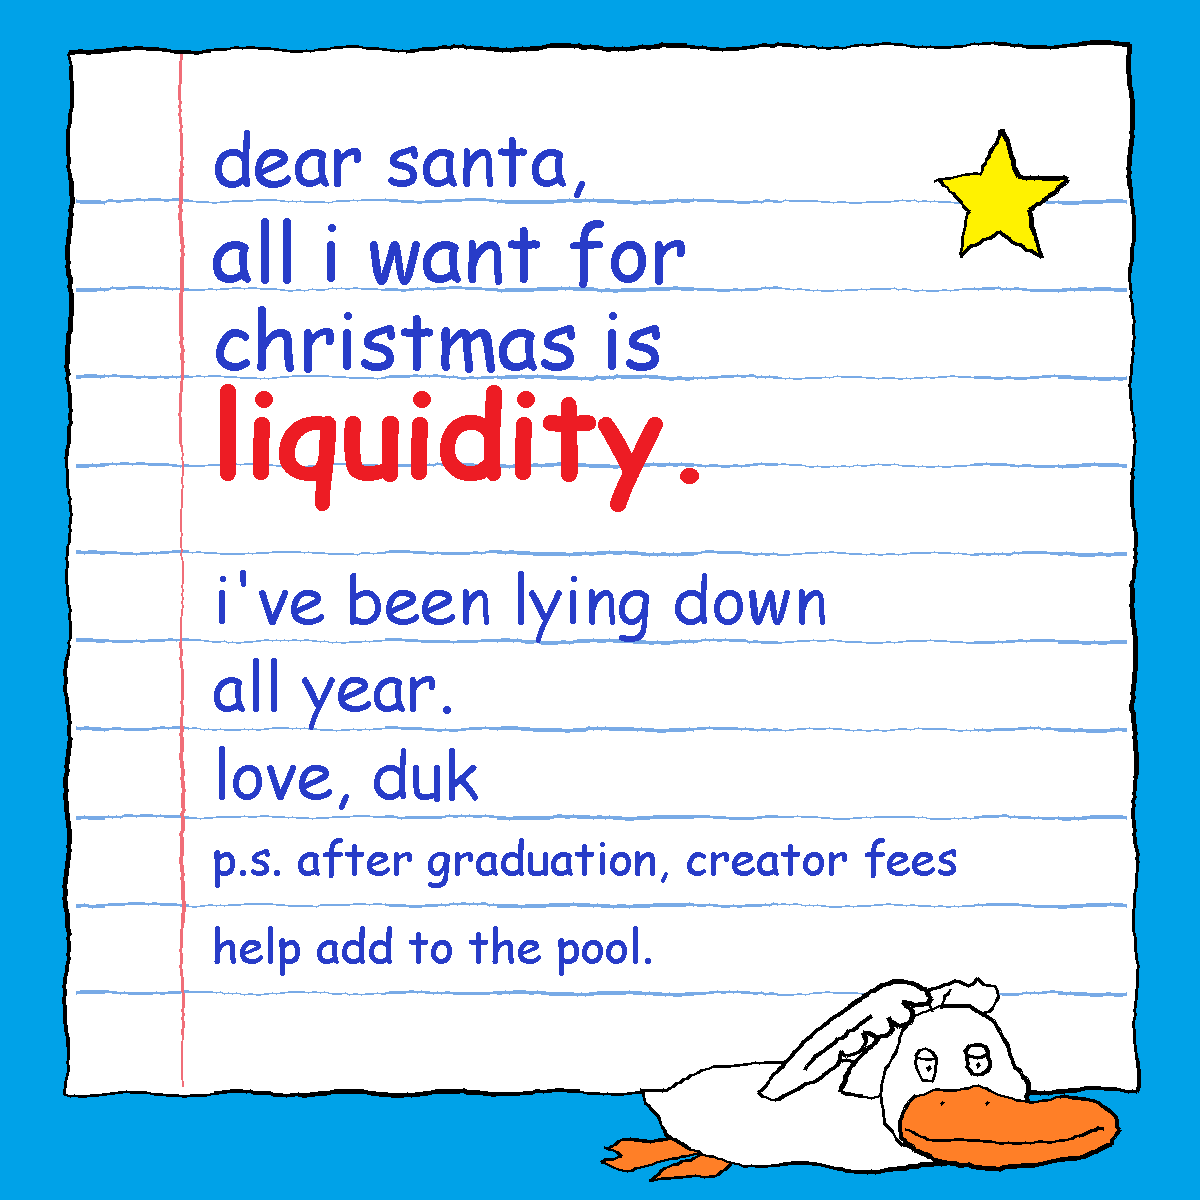 dear santa,
all i want for
christmas is
liquidity.
i've been lying down
all year.
love, duk
p.s. after graduation, creator fees
help add to the pool.